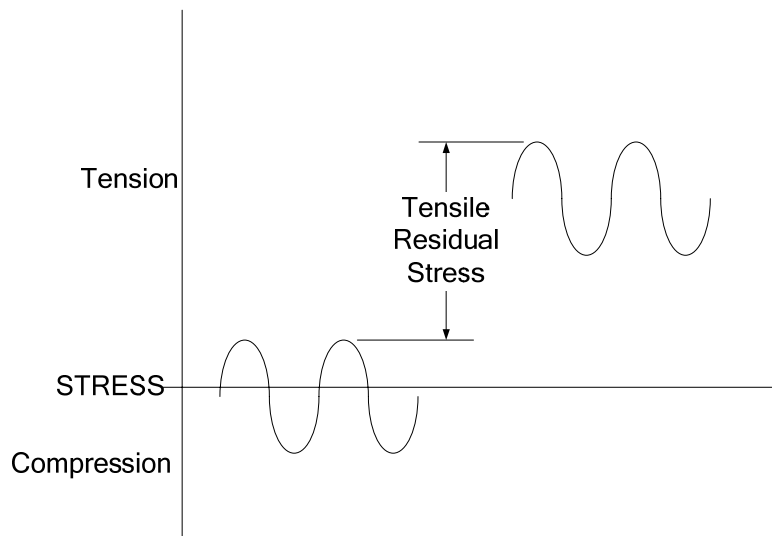 Tension
Tensile
Residual
Stress
STRESS
Compression